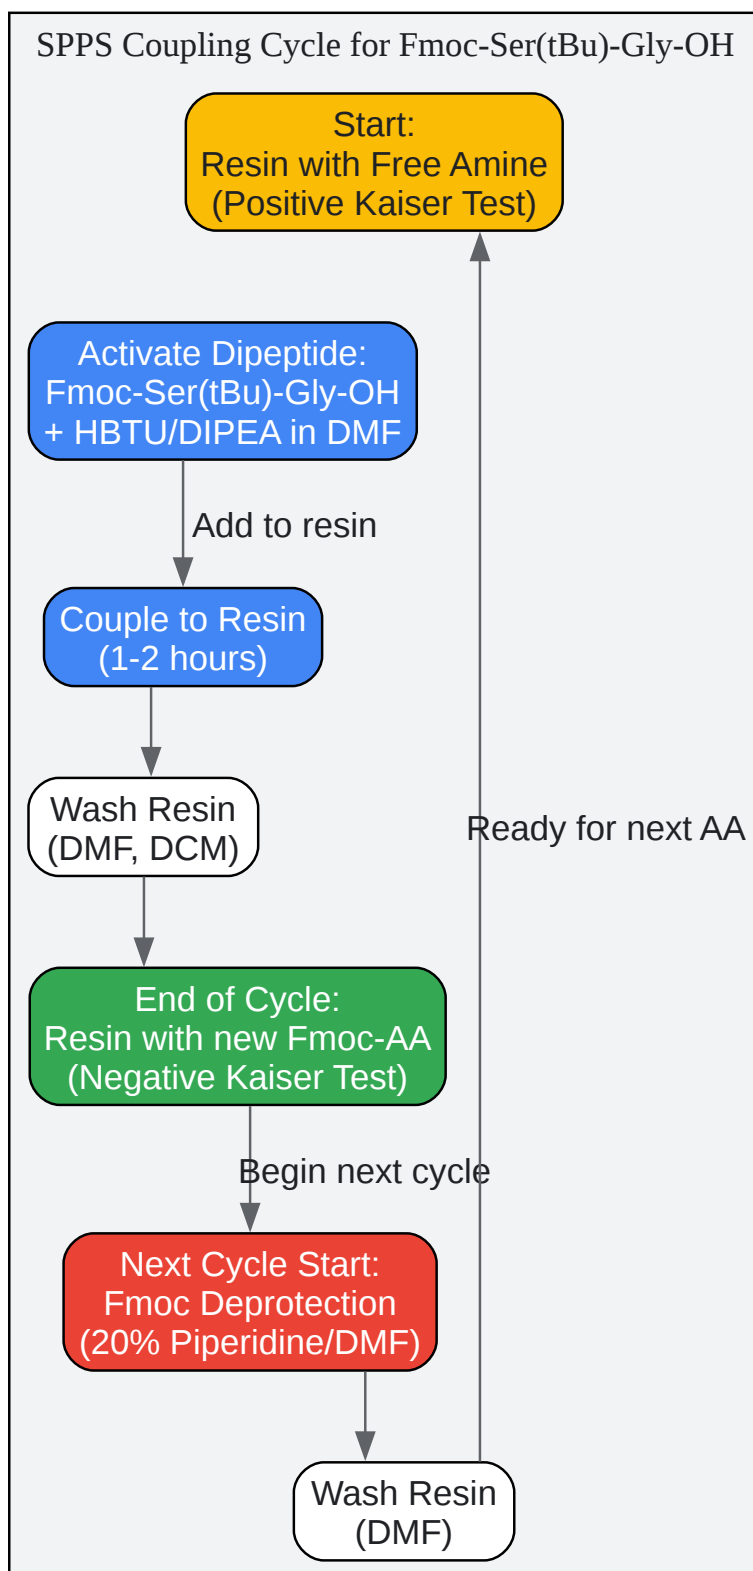 SPPS Coupling Cycle for Fmoc-Ser(tBu)-Gly-OH
Start:
Resin with Free Amine
(Positive Kaiser Test)
Activate Dipeptide:
Fmoc-Ser(tBu)-Gly-OH
+ HBTU/DIPEA in DMF
Add to resin
Couple to Resin
(1-2 hours)
Wash Resin
(DMF, DCM)
Ready for next AA
End of Cycle:
Resin with new Fmoc-AA
(Negative Kaiser Test)
Begin next cycle
Next Cycle Start:
Fmoc Deprotection
(20% Piperidine/DMF)
Wash Resin
(DMF)